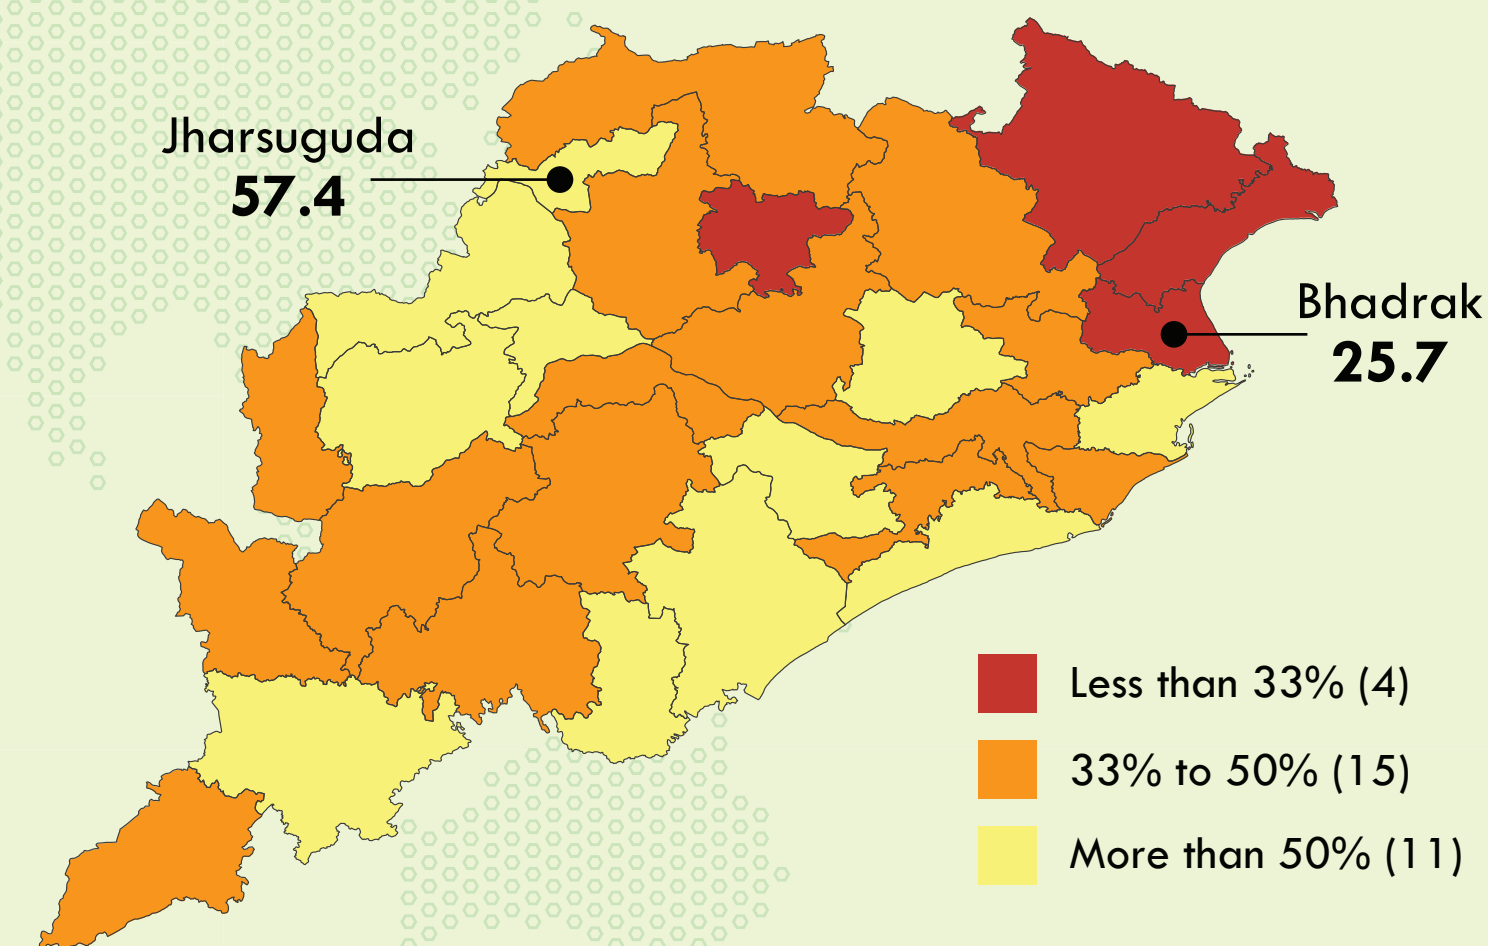 Jharsuguda
57.4
Bhadrak
25.7
Less than 33% (4)
33% to 50% (15)
More than 50% (11)